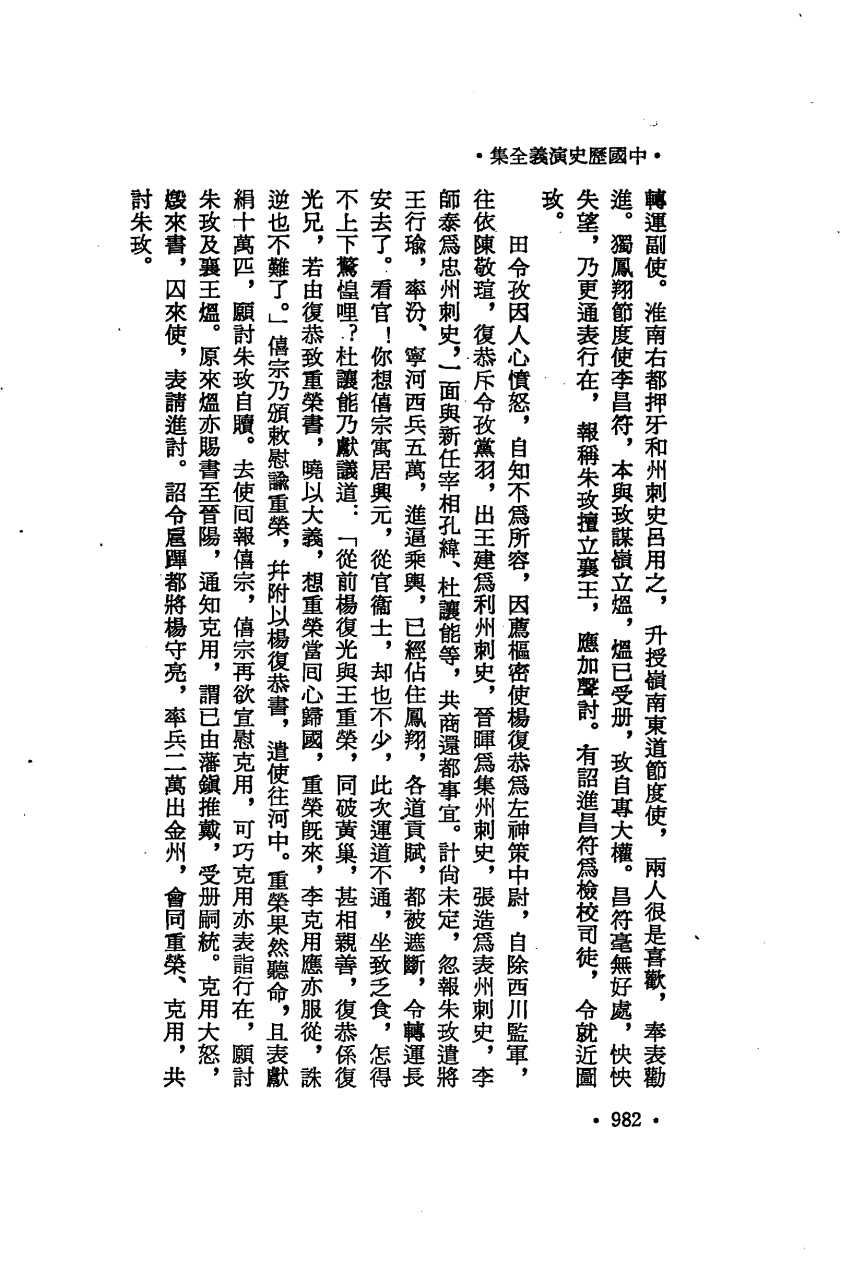 •中國歷史演義全集•
轉運副使。淮南右都押牙和州刺史呂用之，升授嶺南東道節度使，兩人很是喜歡，奉表勸
進。獨鳳翔節度使李昌符，本與玫謀嶺立熅，熅已受册，玫自專大權。昌符毫無好處，怏怏
失望，乃更通表行在，報稱朱玫擅立襄王，應加聲討。有詔進昌符爲檢校司徒，令就近圖
玫。
田令孜因人心憤怒，自知不爲所容，因薦樞密使楊復恭爲左神策中尉，自除西川監軍，
往依陳敬瑄，復恭斥令孜黨羽，出王建爲利州刺史，晉暉爲集州刺史，張造爲表州刺史，李
師泰爲忠州刺史，一面與新任宰相孔緯、杜讓能等，共商還都事宜。計尙未定，忽報朱玫遣將
王行瑜，率汾、寧河西兵五萬，進逼乘輿，已經佔住鳳翔，各道貢賦，都被遮斷，令轉運長
安去了。看官！你想僖宗寓居興元，從官衞士，却也不少，此次運道不通，坐致乏食，怎得
不上下驚惶哩？杜讓能乃獻議道：「從前楊復光與王重榮，同破黃巢，甚相親善，復恭係復
光兄，若由復恭致重榮書，曉以大義，想重榮當囘心歸國，重榮旣來，李克用應亦服從，誅
逆也不難了。」僖宗乃頒敕慰諭重榮，幷附以楊復恭書，遣使往河中。重榮果然聽命，且表獻
絹十萬匹，願討朱玫自贖。去使囘報僖宗，僖宗再欲宣慰克用，可巧克用亦表詣行在，願討
朱玫及襄王熅。原來熅亦賜書至晉陽，通知克用，謂已由藩鎭推戴，受册嗣統。克用大怒，
燬來書，囚來使，表請進討。詔令扈蹕都將楊守亮，率兵二萬出金州，會同重榮、克用，共
討朱玫。
• 982 •